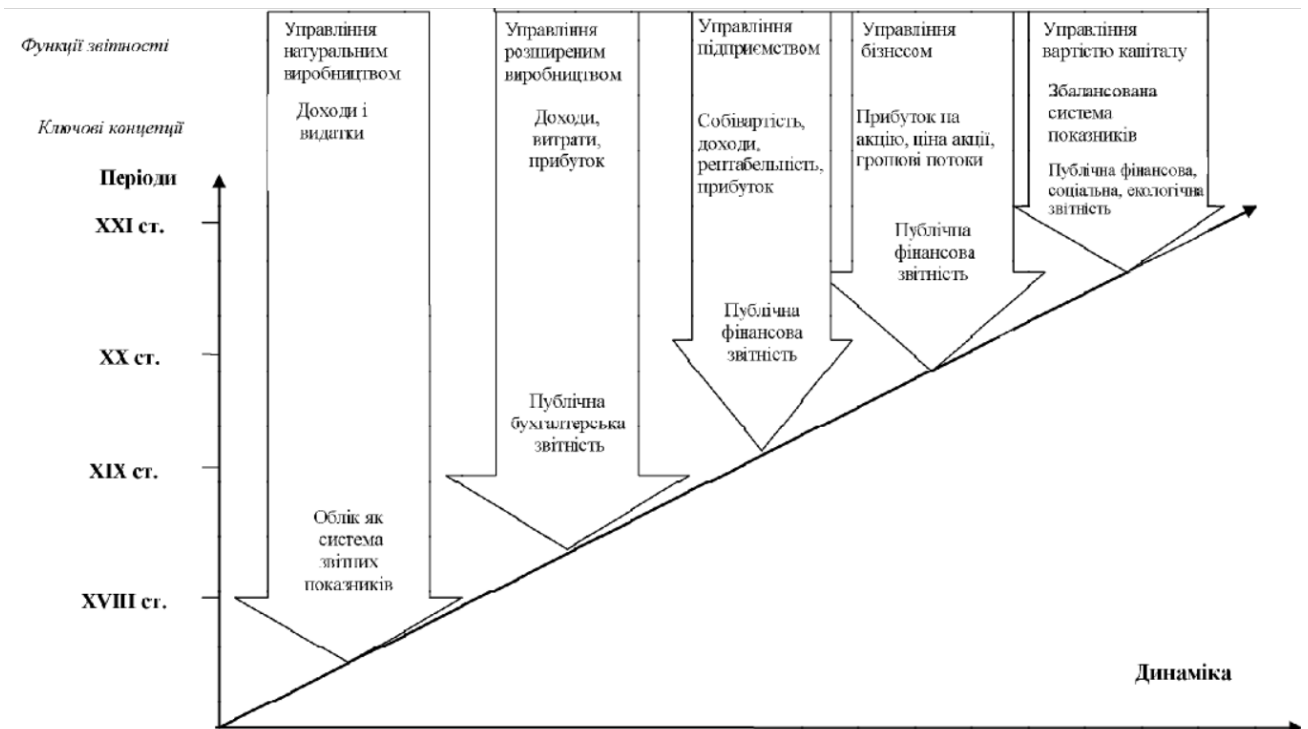 Функції звітності
Управління
натуральним
виробництвом
Управління
розширеним
виробництвом
Управління
підприємством
Управління
бізнесом
Управління
вартістю капіталу
Ключові концепції
Доходи і
видатки
Доходи,
витрати,
прибуток
Собівартість,
доходи,
рентабельність,
прибуток
Прибуток на
акцію, ціна акції,
грошові потоки
Збалансована
система
показників
Публічна фінансова,
соціальна, екологічна
звітність
Періоди
XXI ст.
XX ст.
XIX ст.
XVIII ст.
Публічна
фінансова
звітність
Публічна
фінансова
звітність
Публічна
бухгалтерська
звітність
Облік як
система
звітних
показників
Динаміка